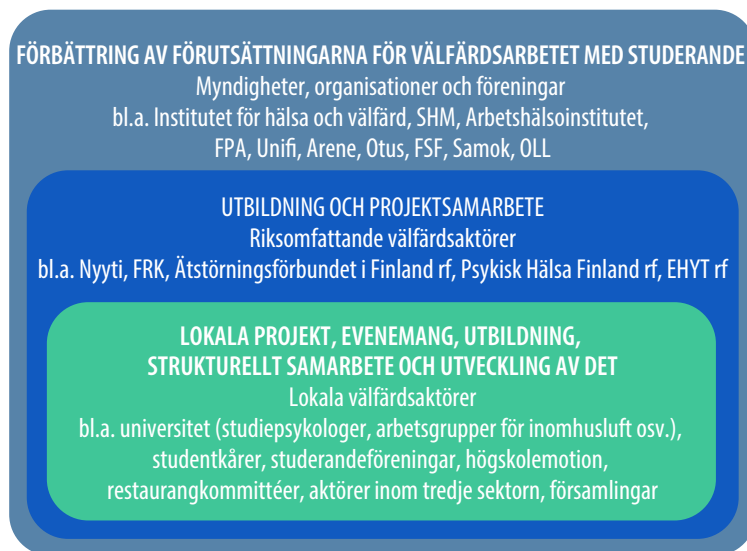 FÖRBÄTTRING AV FÖRUTSÄTTNINGARNA FÖR VÄLFÄRDSARBETET MED STUDERANDE
Myndigheter, organisationer och föreningar
bl.a. Institutet för hälsa och välfärd, SHM, Arbetshälsoinstitutet,
FPA, Unifi, Arene, Otus, FSF, Samok, OLL
UTBILDNING OCH PROJEKTSAMARBETE
Riksomfattande välfärdsaktörer
bl.a. Nyyti, FRK, Ätstörningsförbundet i Finland rf, Psykisk Hälsa Finland rf, EHYT rf
LOKALA PROJEKT, EVENEMANG, UTBILDNING,
STRUKTURELLT SAMARBETE OCH UTVECKLING AV DET
Lokala välfärdsaktörer
bl.a. universitet (studiepsykologer, arbetsgrupper för inomhusluft osv.),
studentkårer, studerandeföreningar, högskolemotion,
restaurangkommittéer, aktörer inom tredje sektorn, församlingar